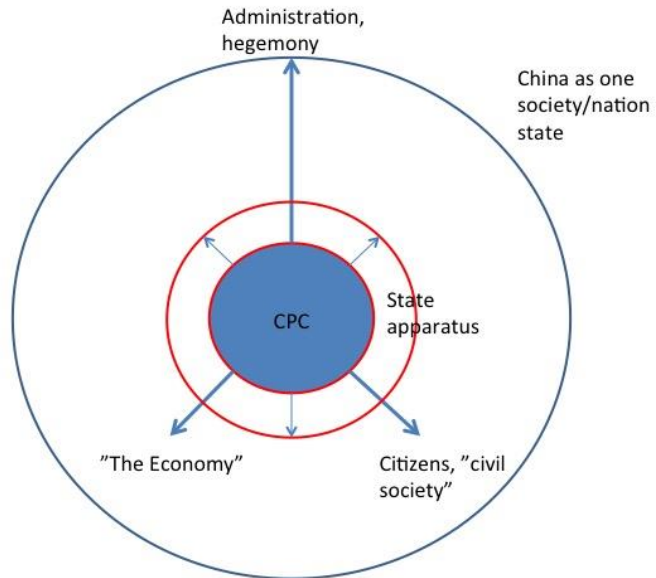 Administration,
hegemony
China as one
society/nation
state
CPC
State
apparatus
”The Economy”
Citizens, ”civil
society”